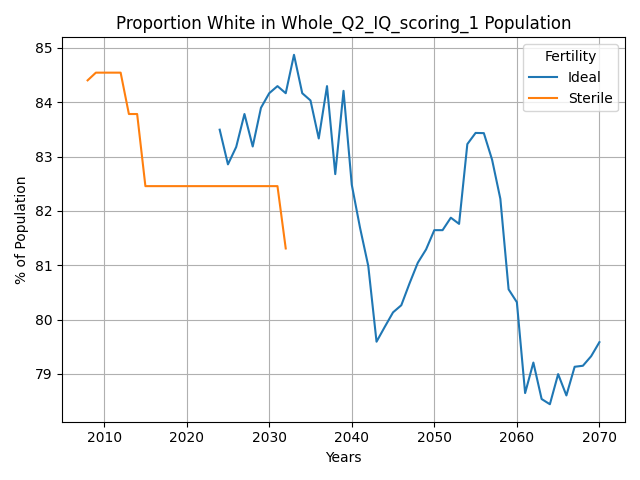 Proportion White in Whole_Q2_IQ_scoring_1 Population
85
84
83
82
81
80
79
% of Population
Fertility
Ideal
Sterile
2010 2020 2030 2040 2050 2060 2070
Years